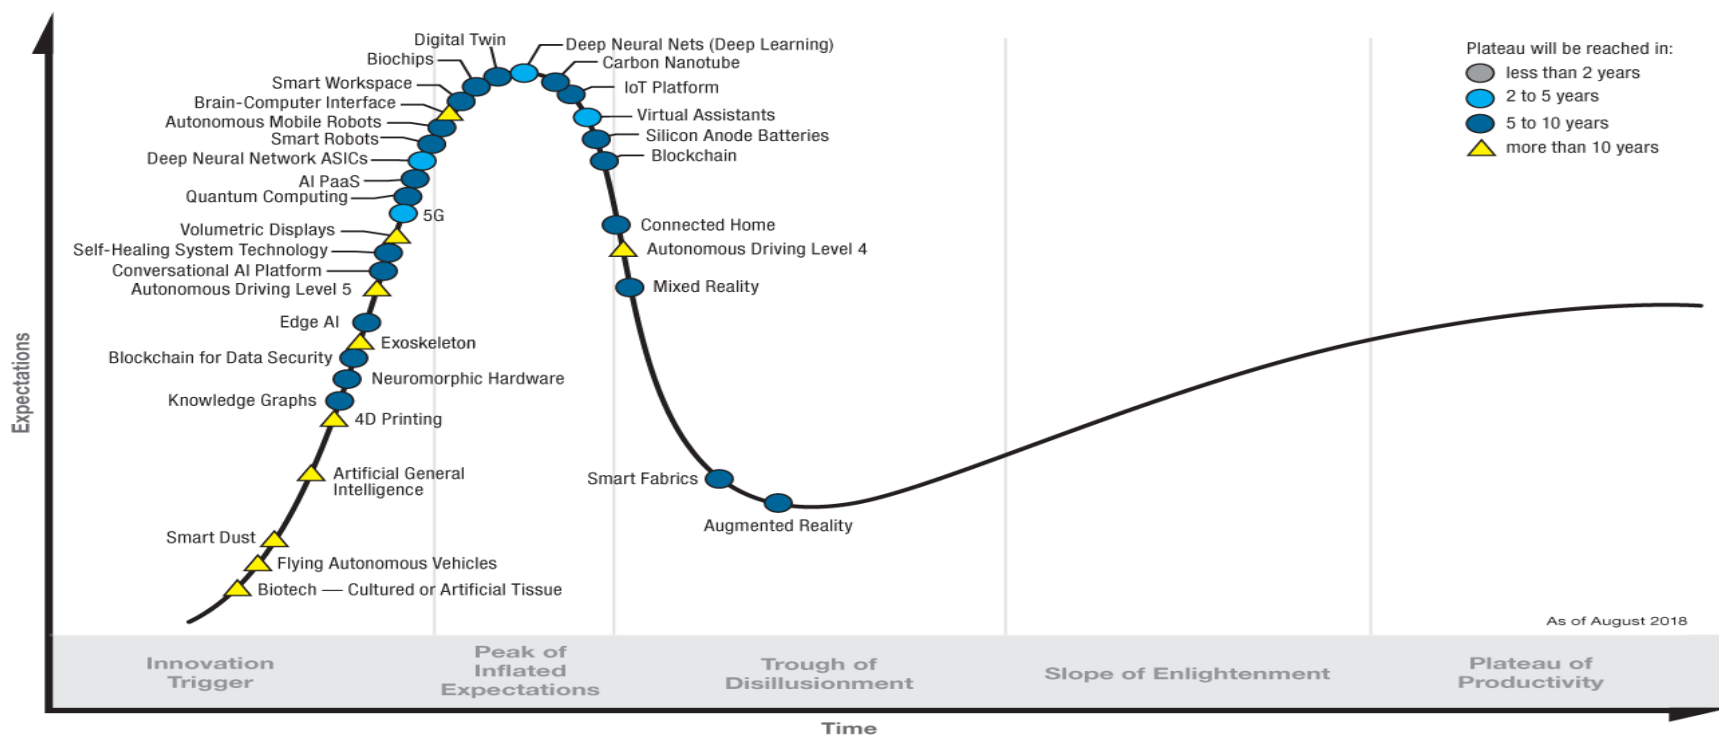 Digital Twin
Deep Neural Nets (Deep Learning)
Biochips
Carbon Nanotube
Smart Workspace
IoT Platform
Brain-Computer Interface
Virtual Assistants
Autonomous Mobile Robots
Silicon Anode Batteries
Smart Robots
Blockchain
Deep Neural Network ASICs
AI PaaS
Quantum Computing
5G
Connected Home
Volumetric Displays
Autonomous Driving Level 4
Self-Healing System Technology
Conversational AI Platform
Mixed Reality
Autonomous Driving Level 5
Edge AI
Exoskeleton
Blockchain for Data Security
Neuromorphic Hardware
Knowledge Graphs
4D Printing
Artificial General
Intelligence
Smart Fabrics
Augmented Reality
Smart Dust
Flying Autonomous Vehicles
Biotech — Cultured or Artificial Tissue
Plateau will be reached in:
less than 2 years
2 to 5 years
5 to 10 years
more than 10 years
Expectations
As of August 2018
Innovation
Trigger
Peak of
Inflated
Expectations
Trough of
Disillusionment
Slope of Enlightenment
Plateau of
Productivity
Time